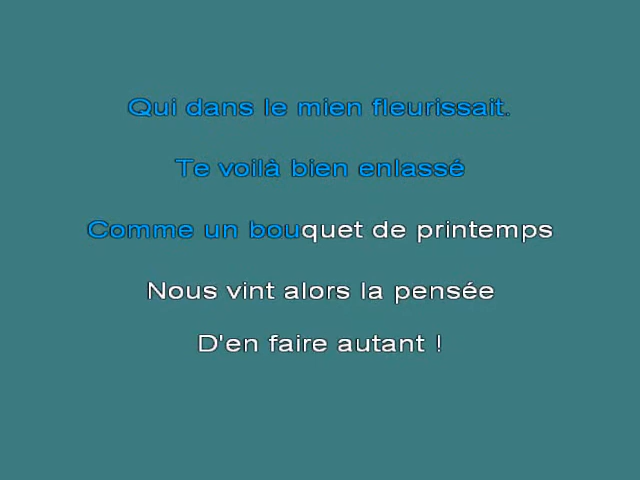 Qui dans le mien fleurissait.
Te voilà bien enlassé
Comme un bouquet de printemps
Nous vint alors la pensée
D'en faire autant !